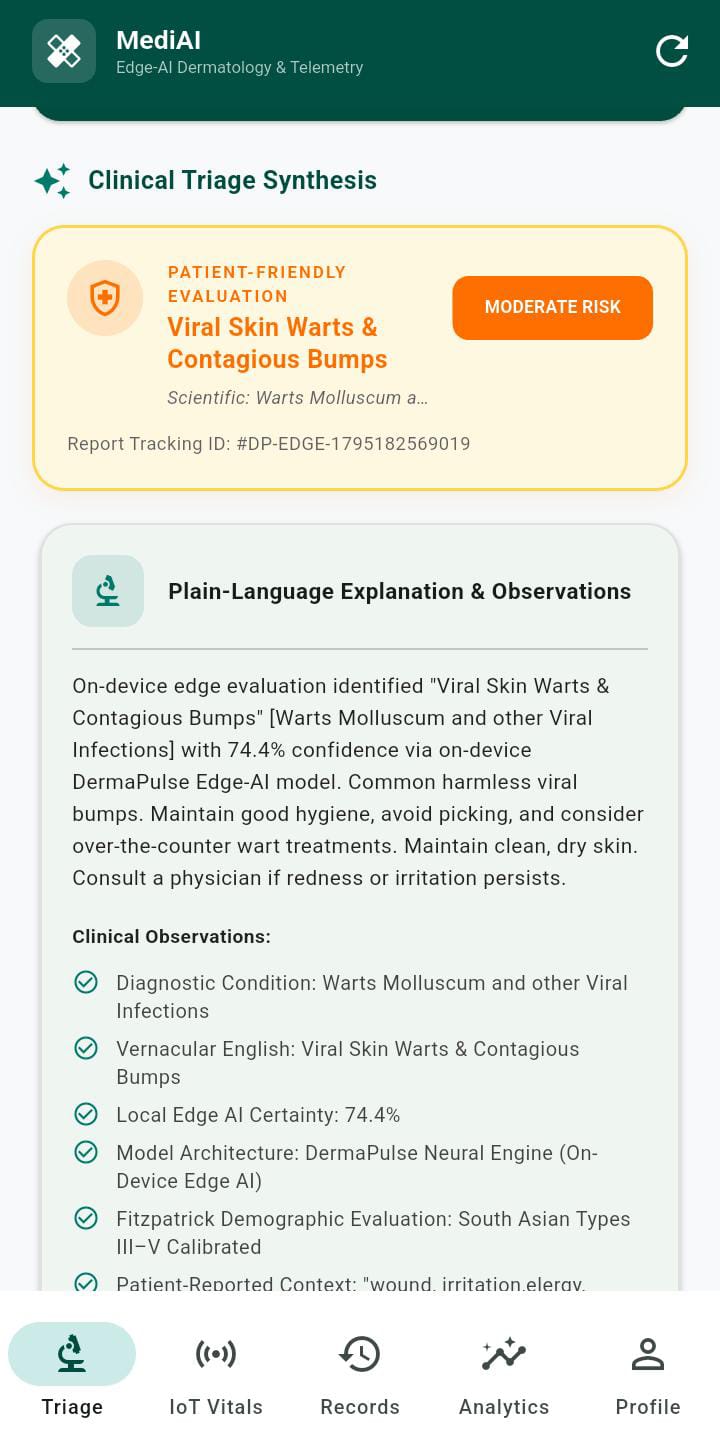 MediAI
Edge-AI Dermatology & Telemetry
Clinical Triage Synthesis
PATIENT-FRIENDLY
EVALUATION
Viral Skin Warts &
Contagious Bumps
MODERATE RISK
Scientific: Warts Molluscum a…
Report Tracking ID: #DP-EDGE-1795182569019
Plain-Language Explanation & Observations
On-device edge evaluation identified "Viral Skin Warts &
Contagious Bumps" [Warts Molluscum and other Viral
Infections] with 74.4% confidence via on-device
DermaPulse Edge-AI model. Common harmless viral
bumps. Maintain good hygiene, avoid picking, and consider
over-the-counter wart treatments. Maintain clean, dry skin.
Consult a physician if redness or irritation persists.
Clinical Observations:
Diagnostic Condition: Warts Molluscum and other Viral
Infections
Vernacular English: Viral Skin Warts & Contagious
Bumps
Local Edge AI Certainty: 74.4%
Model Architecture: DermaPulse Neural Engine (On-
Device Edge AI)
Fitzpatrick Demographic Evaluation: South Asian Types
III–V Calibrated
Patient-Reported Context: "wound, irritation,elergy,
Triage
IoT Vitals
Records
Analytics
Profile